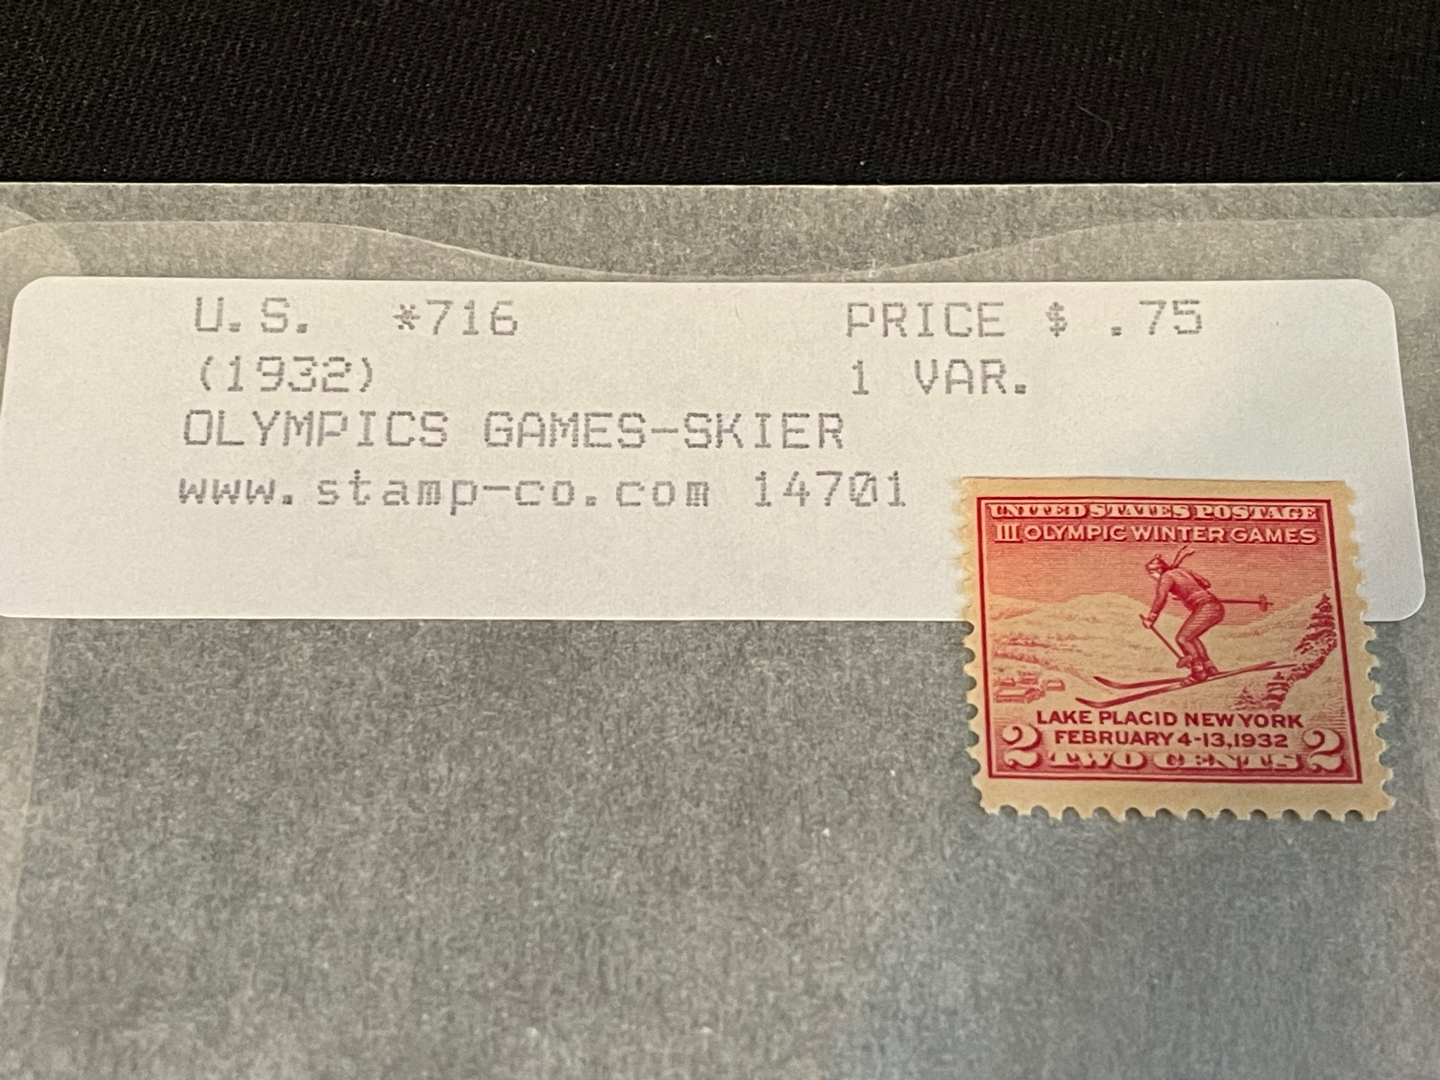 U.S. *716 PRICE $ .75
(1932) 1 VAR.
OLYMPICS GAMES-SKIER
www.stamp-co.com 14701
UNITED STATES POSTAGE
III OLYMPIC WINTER GAMES
LAKE PLACID NEW YORK
FEBRUARY 4-13, 1932
2 TWO CENTS 2